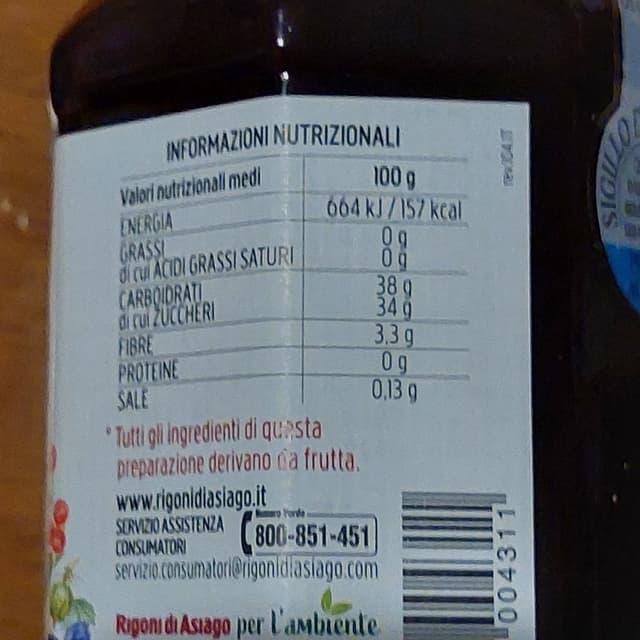 INFORMAZIONI NUTRIZIONALI
Valori nutrizionali medi 100 g
ENERGIA 664 kJ / 157 kcal
GRASSI 0 g
di cui ACIDI GRASSI SATURI 0 g
CARBOIDRATI 38 g
di cui ZUCCHERI 34 g
FIBRE 3,3 g
PROTEINE 0 g
SALE 0,13 g
* Tutti gli ingredienti di questa
preparazione derivano da frutta.
www.rigonidiasiago.it
SERVIZIO ASSISTENZA
CONSUMATORI
Numero Verde
800-851-451
servizio.consumatori@rigonidiasiago.com
Rigoni di Asiago per l'ambiente
004311